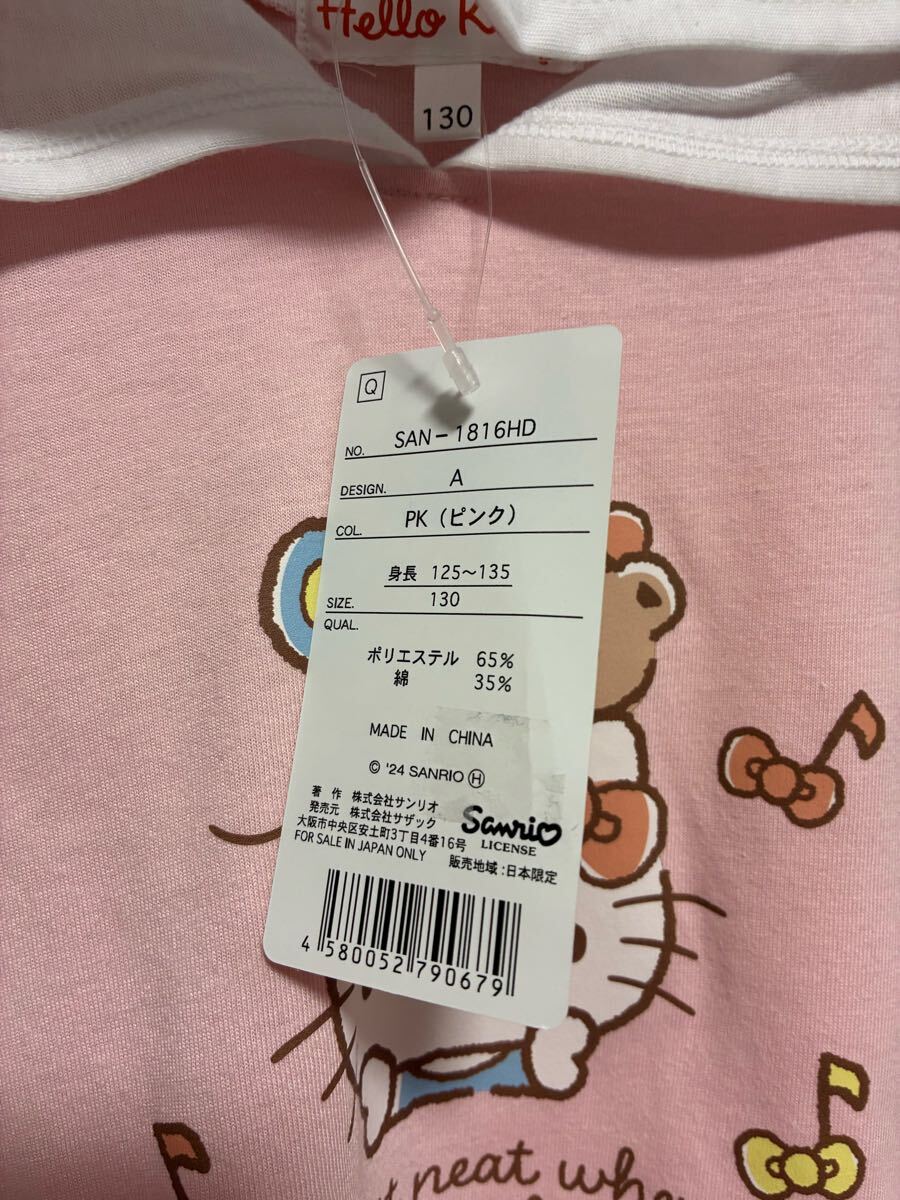 Hello K
130
Q
NO. SAN-1816HD
DESIGN. A
COL. PK（ピンク）
身長 125〜135
SIZE. 130
QUAL.
ポリエステル 65%
綿 35%
MADE IN CHINA
© '24 SANRIO Ⓗ
著 作 株式会社サンリオ
発売元 株式会社サザック
大阪市中央区安土町3丁目4番16号
FOR SALE IN JAPAN ONLY
Sanrio
LICENSE
販売地域:日本限定
4 580052 790679
neat whe